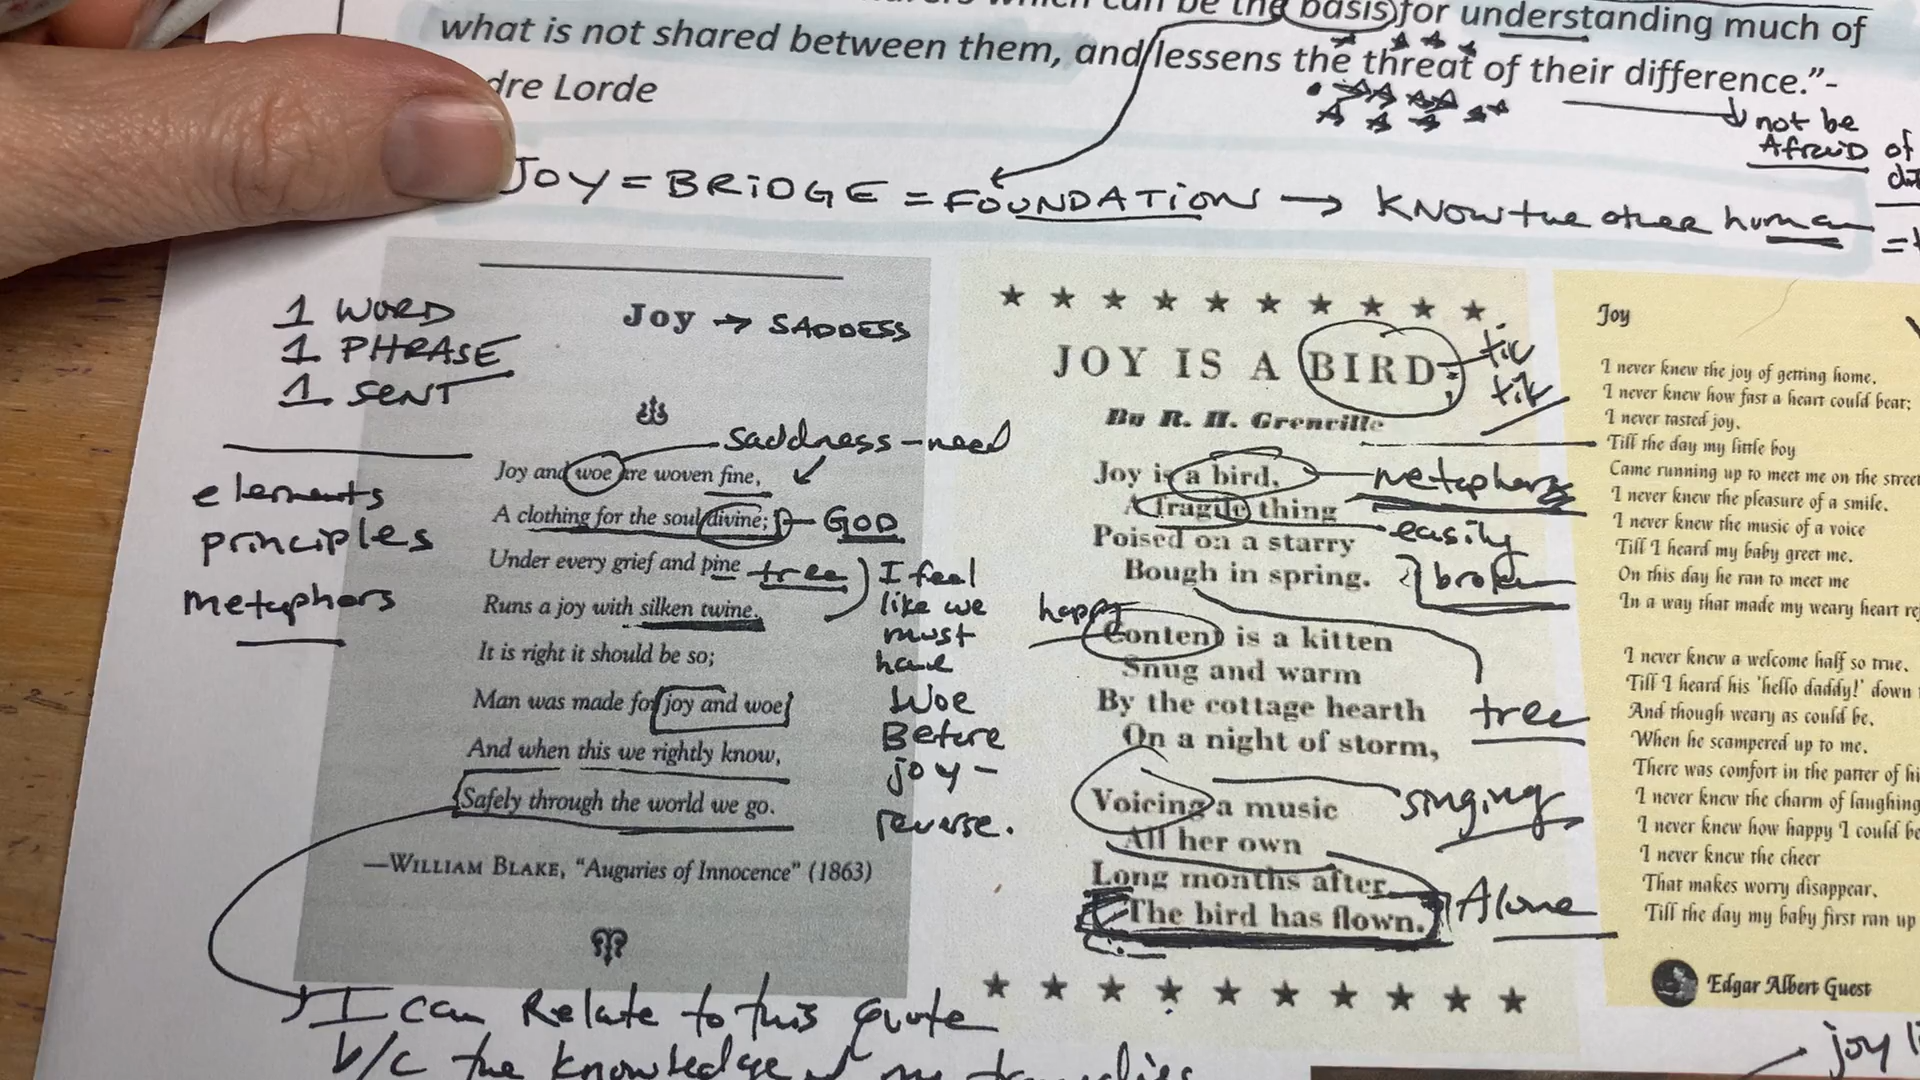 which can be the basis for understanding much of
what is not shared between them, and lessens the threat of their difference."-
dre Lorde
not be
Afraid of
JOY = BRIDGE = FOUNDATION → KNOW the other human
=
1 WORD
1 PHRASE
1 SENT
elements
principles
metaphors
Joy → SADDESS
saddness - need
Joy and woe are woven fine,
A clothing for the soul divine; GOD
Under every grief and pine tree
Runs a joy with silken twine.
It is right it should be so;
Man was made for joy and woe
And when this we rightly know,
Safely through the world we go.
—WILLIAM BLAKE, "Auguries of Innocence" (1863)
I feel
like we
must
have
Woe
Before
joy -
reverse.
I can Relate to this quote
b/c the knowledge
JOY IS A BIRD
By R. H. Grenville
Joy is a bird, metaphors
A fragile thing easily
Poised on a starry
Bough in spring. broken
happy
Content is a kitten
Snug and warm
By the cottage hearth tree
On a night of storm,
Voicing a music singing
All her own
Long months after
The bird has flown. Alone
Joy
I never knew the joy of getting home,
I never knew how fast a heart could beat;
I never tasted joy,
Till the day my little boy
Came running up to meet me on the street
I never knew the pleasure of a smile,
I never knew the music of a voice
Till I heard my baby greet me.
On this day he ran to meet me
In a way that made my weary heart
I never knew a welcome half so true,
Till I heard his 'hello daddy!' down
And though weary as could be,
When he scampered up to me.
There was comfort in the patter of
I never knew the charm of laughing
I never knew how happy I could
I never knew the cheer
That makes worry disappear,
Till the day my baby first ran up
Edgar Albert Guest
joy